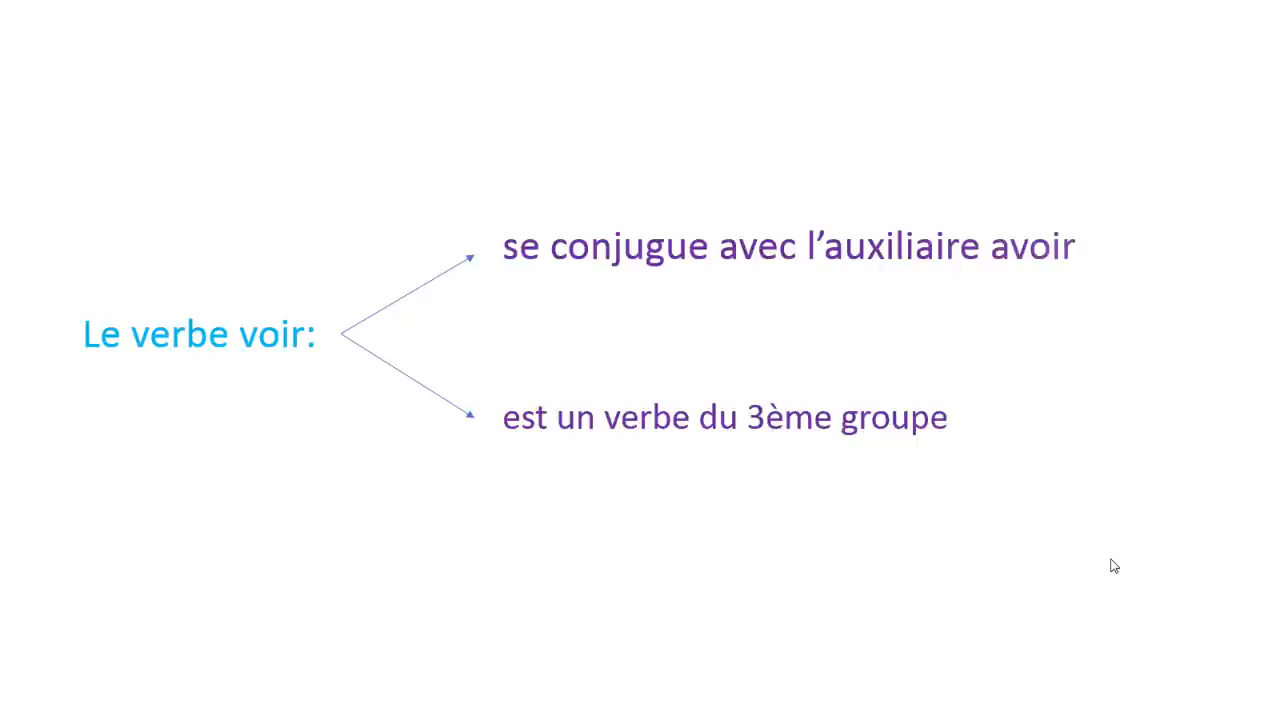 se conjugue avec l’auxiliaire avoir
Le verbe voir:
est un verbe du 3ème groupe